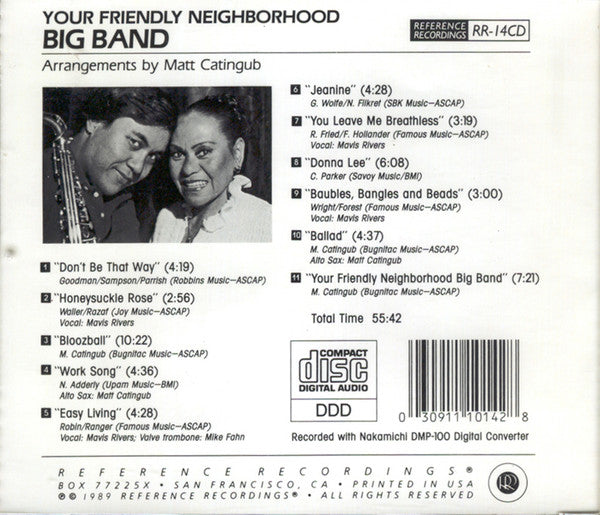 YOUR FRIENDLY NEIGHBORHOOD
BIG BAND
Arrangements by Matt Catingub
REFERENCE
RECORDINGS
RR-14CD
1 "Don't Be That Way" (4:19)
Goodman/Sampson/Parrish (Robbins Music—ASCAP)
2 "Honeysuckle Rose" (2:56)
Waller/Razaf (Joy Music—ASCAP)
Vocal: Mavis Rivers
3 "Bloozball" (10:22)
M. Catingub (Bugnitac Music—ASCAP)
4 "Work Song" (4:36)
N. Adderly (Upam Music—BMI)
Alto Sax: Matt Catingub
5 "Easy Living" (4:28)
Robin/Ranger (Famous Music—ASCAP)
Vocal: Mavis Rivers; Valve trombone: Mike Fahn
6 "Jeanine" (4:28)
G. Wolfe/N. Flikret (SBK Music—ASCAP)
7 "You Leave Me Breathless" (3:19)
R. Fried/F. Hollander (Famous Music—ASCAP)
Vocal: Mavis Rivers
8 "Donna Lee" (6:08)
C. Parker (Savoy Music/BMI)
9 "Baubles, Bangles and Beads" (3:00)
Wright/Forest (Famous Music—ASCAP)
Vocal: Mavis Rivers
10 "Ballad" (4:37)
M. Catingub (Bugnitac Music—ASCAP)
Alto Sax: Matt Catingub
11 "Your Friendly Neighborhood Big Band" (7:21)
M. Catingub (Bugnitac Music—ASCAP)
Total Time 55:42
COMPACT
disc
DIGITAL AUDIO
DDD
0 30911 10142 8
Recorded with Nakamichi DMP-100 Digital Converter
REFERENCE RECORDINGS®
BOX 77225X • SAN FRANCISCO, CA • PRINTED IN USA
℗ © 1989 REFERENCE RECORDINGS® • ALL RIGHTS RESERVED
RR